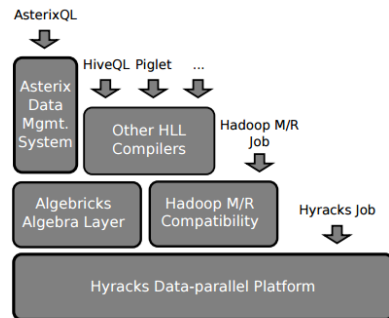 AsterixQL
HiveQL Piglet ...
Asterix
Data
Mgmt.
System
Other HLL
Compilers
Hadoop M/R
Job
Algebricks
Algebra Layer
Hadoop M/R
Compatibility
Hyracks Job
Hyracks Data-parallel Platform